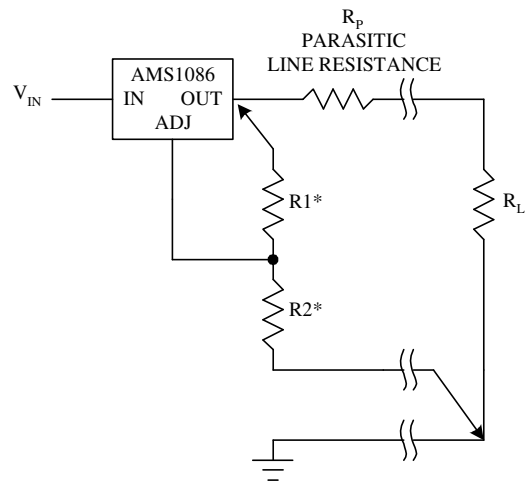 R_P
PARASITIC
LINE RESISTANCE
AMS1086
V_IN
IN OUT
ADJ
R1*
R_L
R2*